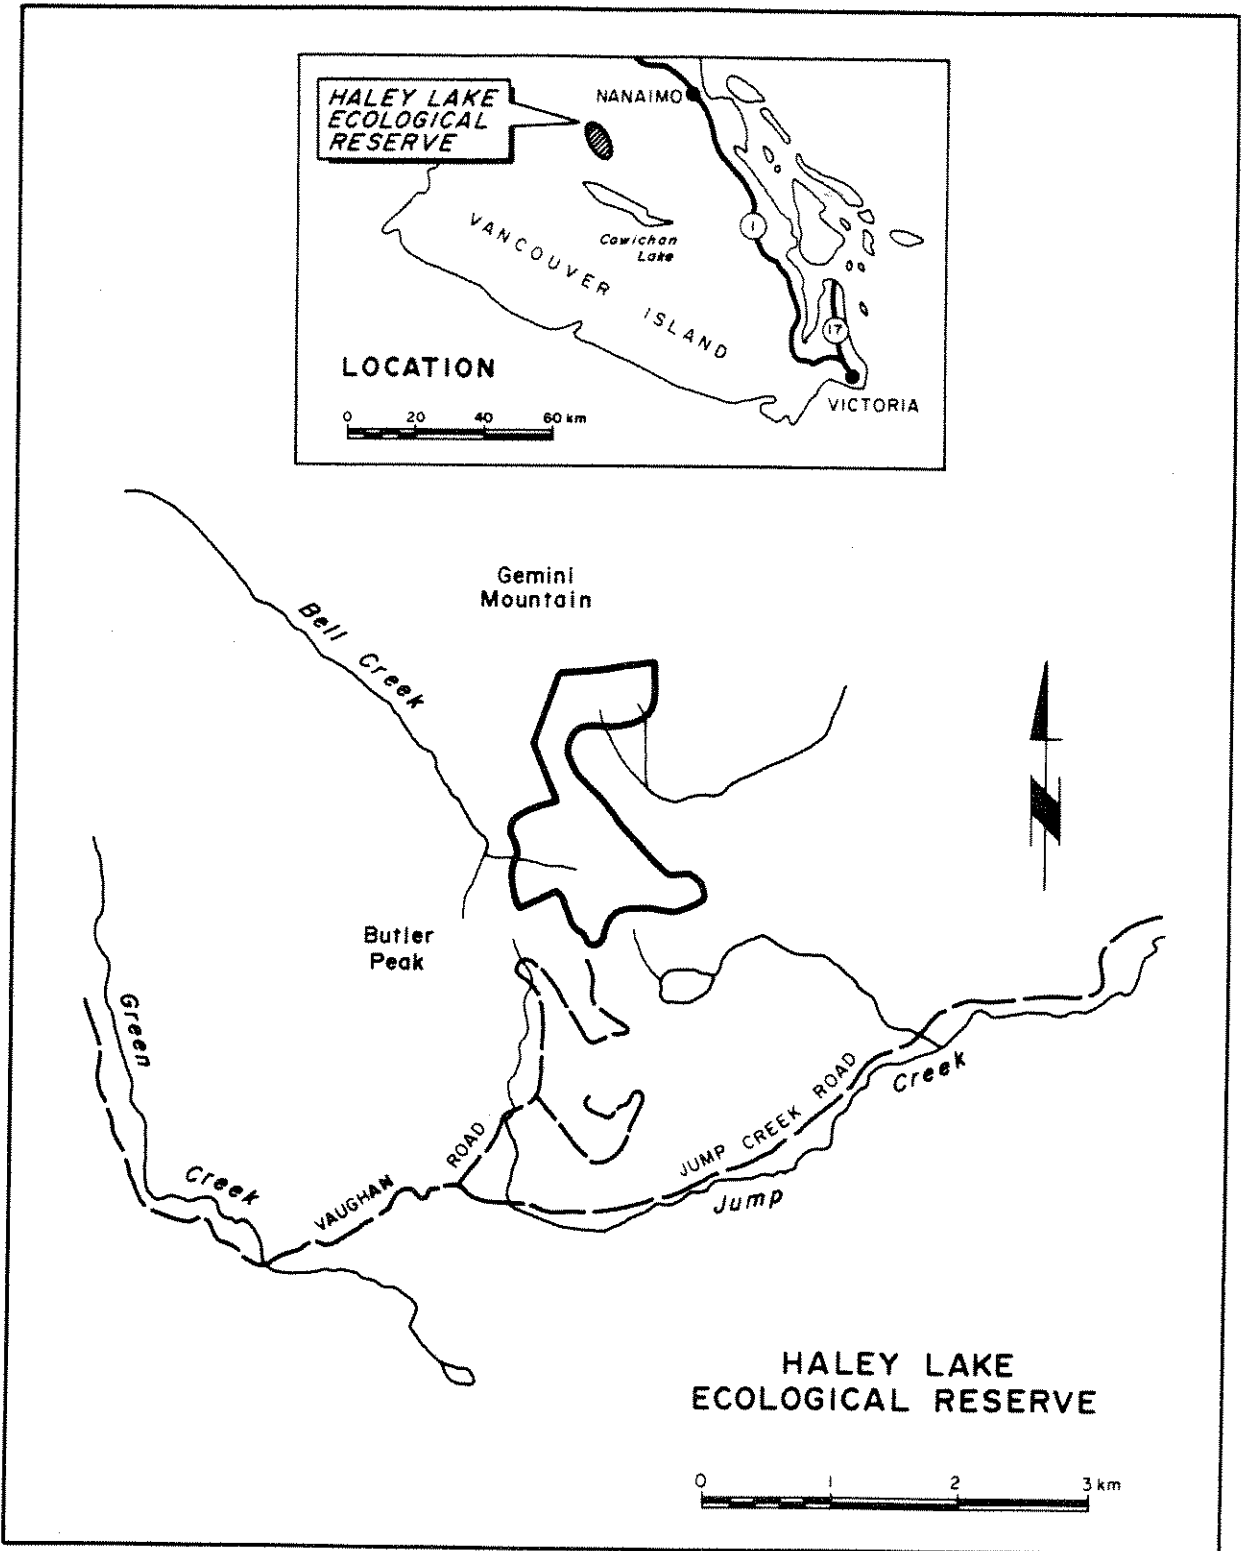 HALEY LAKE
ECOLOGICAL
RESERVE
NANAIMO
1
Cowichan
Lake
VANCOUVER ISLAND
17
VICTORIA
LOCATION
0 20 40 60 km
Gemini
Mountain
Bell Creek
Butler
Peak
Green
Creek
VAUGHAN ROAD
JUMP CREEK ROAD
Jump Creek
N
HALEY LAKE
ECOLOGICAL RESERVE
0 1 2 3 km